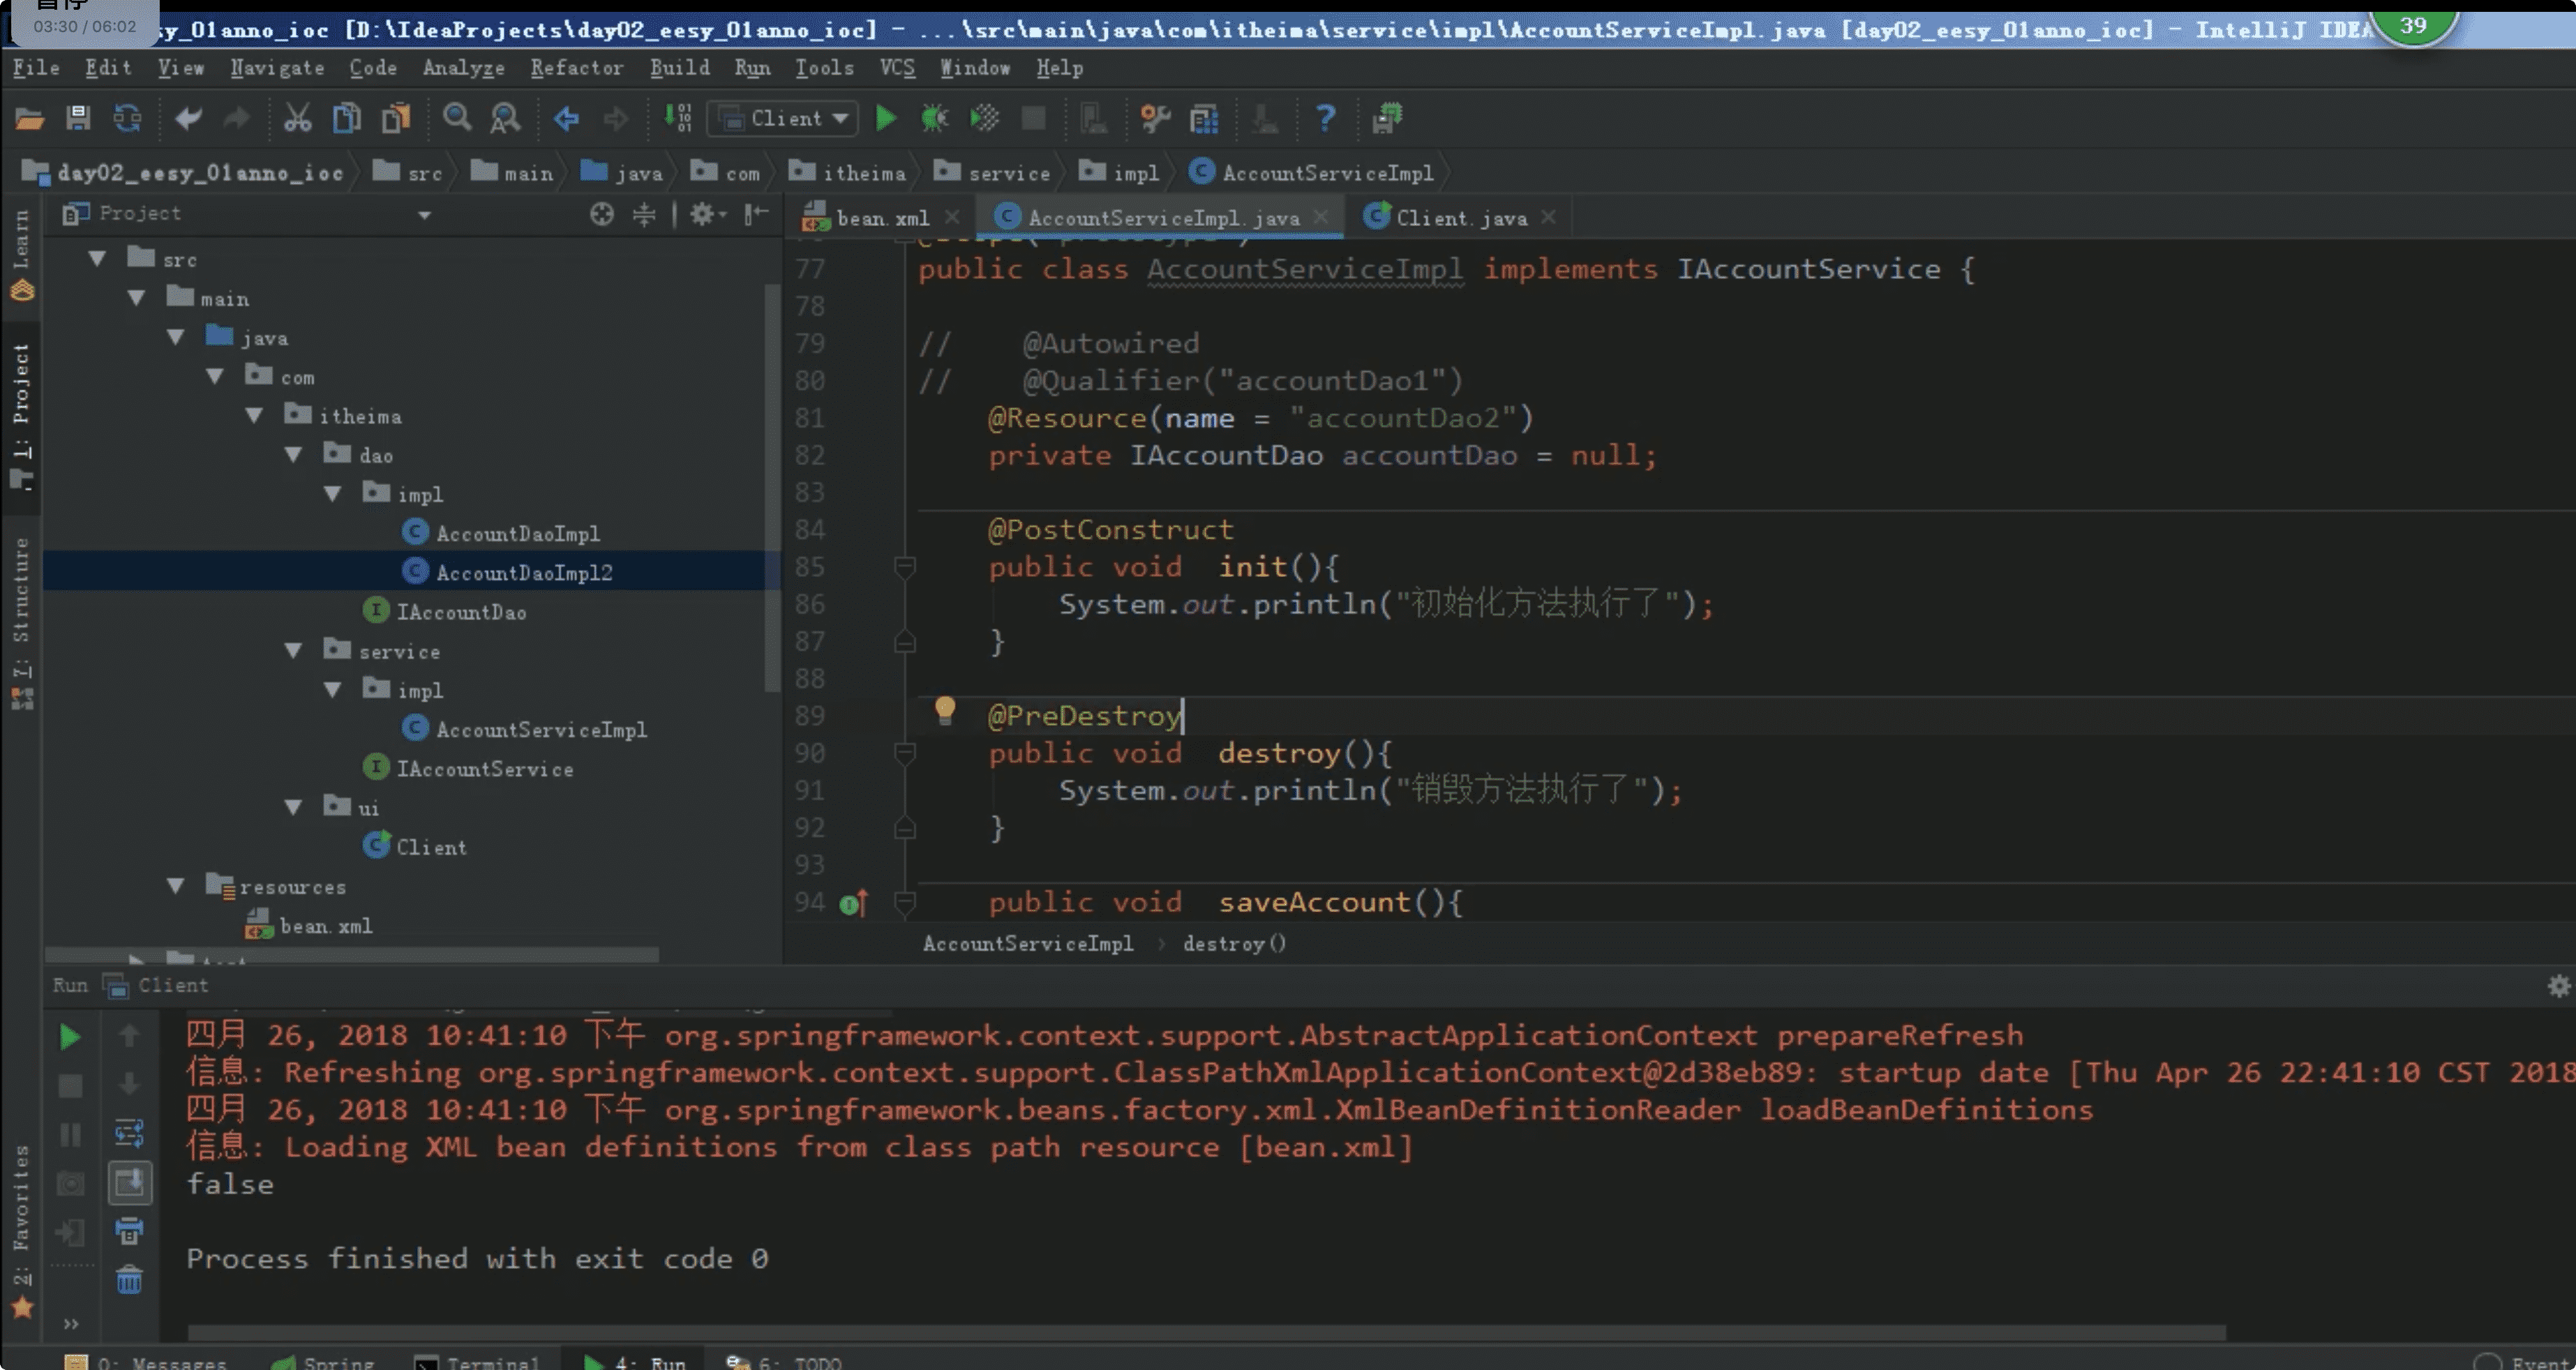 03:30 / 06:02
sy_01anno_ioc [D:\IdeaProjects\day02_eesy_01anno_ioc] - ...\src\main\java\com\itheima\service\impl\AccountServiceImpl.java [day02_eesy_01anno_ioc] - IntelliJ IDEA
39
File Edit View Navigate Code Analyze Refactor Build Run Tools VCS Window Help
Client
day02_eesy_01anno_ioc src main java com itheima service impl AccountServiceImpl
Project
bean.xml AccountServiceImpl.java Client.java
Learn
1: Project
7: Structure
2: Favorites
src
main
java
com
itheima
dao
impl
AccountDaoImpl
AccountDaoImpl2
IAccountDao
service
impl
AccountServiceImpl
IAccountService
ui
Client
resources
bean.xml
77 public class AccountServiceImpl implements IAccountService {
78
79 // @Autowired
80 // @Qualifier("accountDao1")
81 @Resource(name = "accountDao2")
82 private IAccountDao accountDao = null;
83
84 @PostConstruct
85 public void init(){
86 System.out.println("初始化方法执行了");
87 }
88
89 @PreDestroy
90 public void destroy(){
91 System.out.println("销毁方法执行了");
92 }
93
94 public void saveAccount(){
AccountServiceImpl › destroy()
Run Client
四月 26, 2018 10:41:10 下午 org.springframework.context.support.AbstractApplicationContext prepareRefresh
信息: Refreshing org.springframework.context.support.ClassPathXmlApplicationContext@2d38eb89: startup date [Thu Apr 26 22:41:10 CST 2018
四月 26, 2018 10:41:10 下午 org.springframework.beans.factory.xml.XmlBeanDefinitionReader loadBeanDefinitions
信息: Loading XML bean definitions from class path resource [bean.xml]
false
Process finished with exit code 0
0: Messages Spring Terminal 4: Run 6: TODO Event